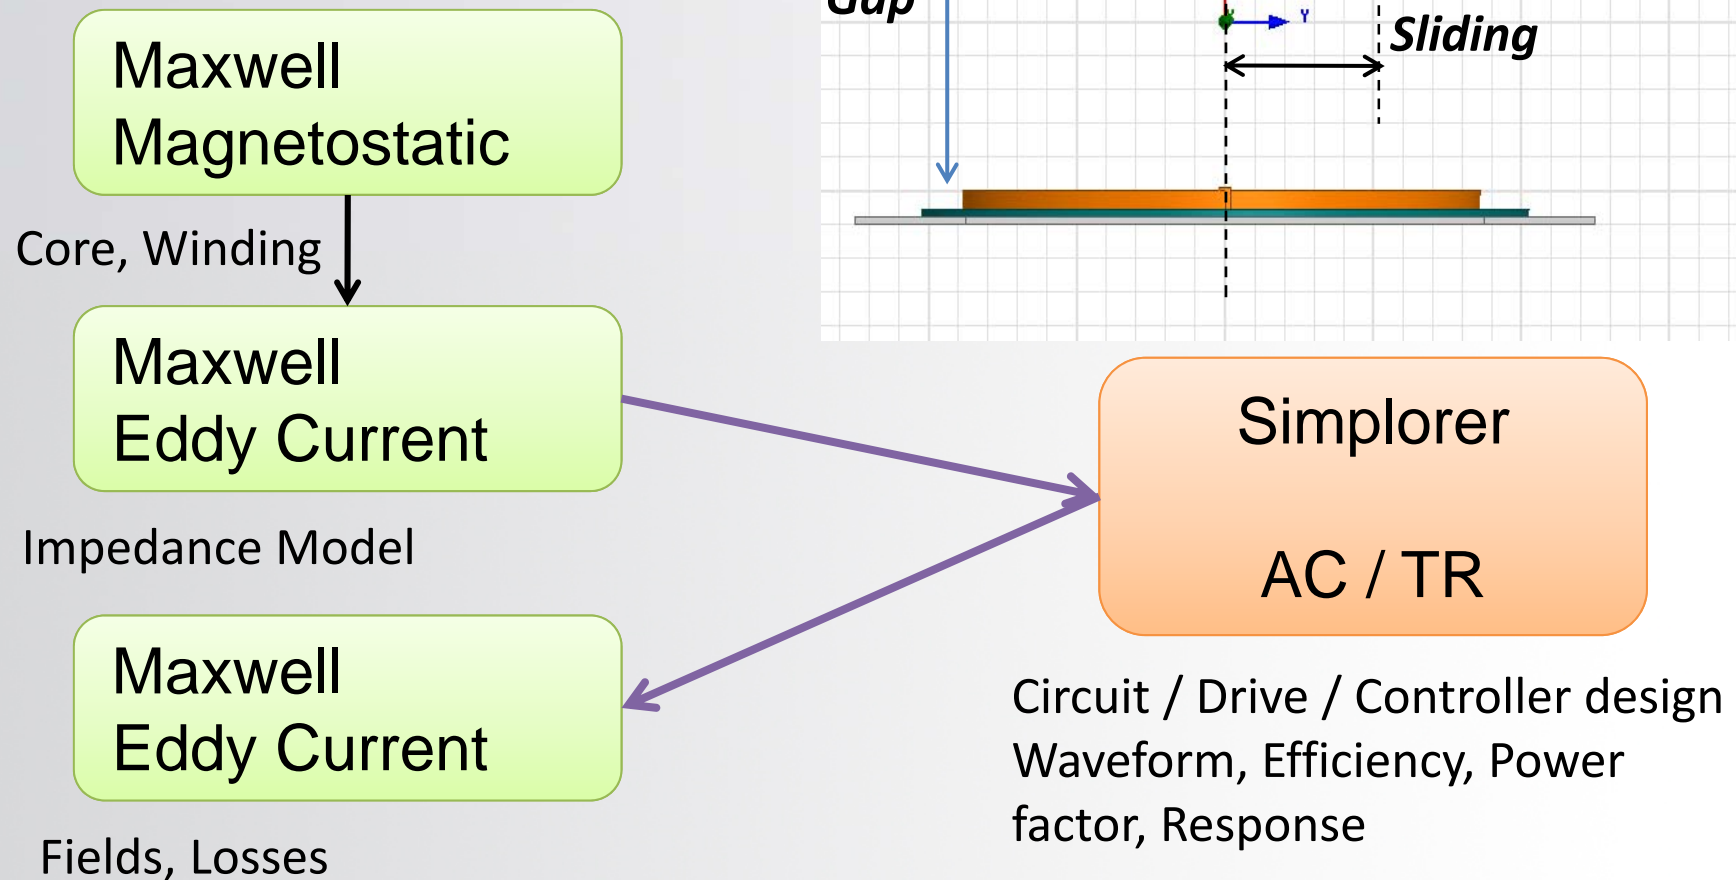 Gap
Y
Sliding
Maxwell
Magnetostatic
Core, Winding
Maxwell
Eddy Current
Impedance Model
Maxwell
Eddy Current
Fields, Losses
Simplorer
AC / TR
Circuit / Drive / Controller design
Waveform, Efficiency, Power
factor, Response